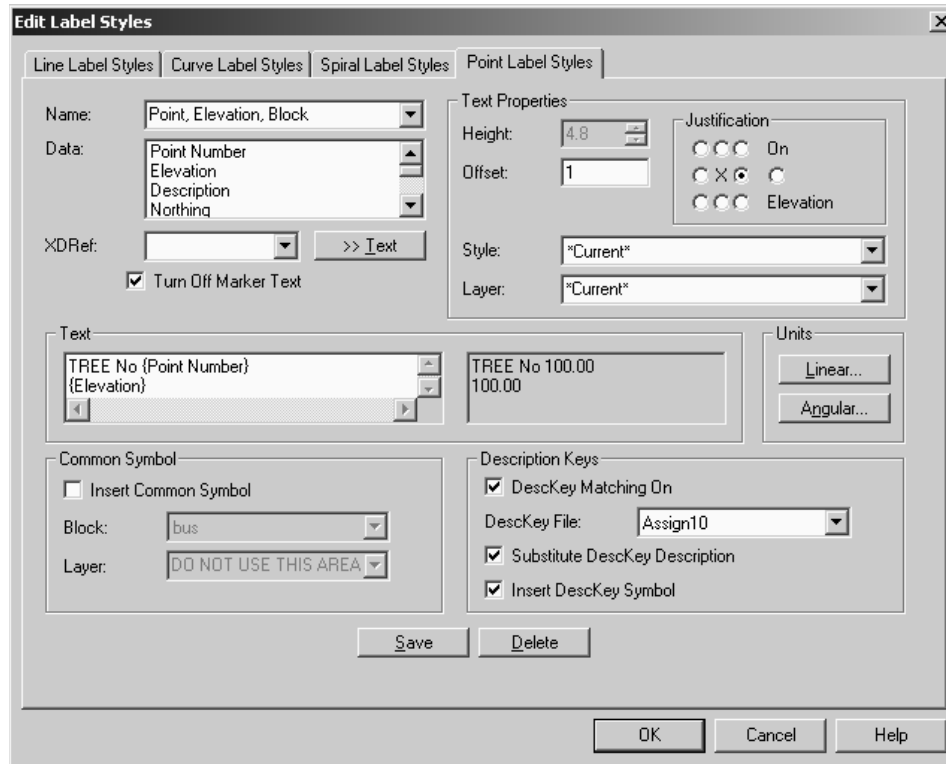 Edit Label Styles
Line Label Styles
Curve Label Styles
Spiral Label Styles
Point Label Styles
Name:
Point, Elevation, Block
Data:
Point Number
Elevation
Description
Northing
XDRef:
>> Text
Turn Off Marker Text
Text Properties
Height:
4.8
Offset:
1
Justification
On
X
Elevation
Style:
*Current*
Layer:
*Current*
Text
TREE No {Point Number}
{Elevation}
TREE No 100.00
100.00
Units
Linear...
Angular...
Common Symbol
Insert Common Symbol
Block:
bus
Layer:
DO NOT USE THIS AREA
Description Keys
DescKey Matching On
DescKey File:
Assign10
Substitute DescKey Description
Insert DescKey Symbol
Save
Delete
OK
Cancel
Help